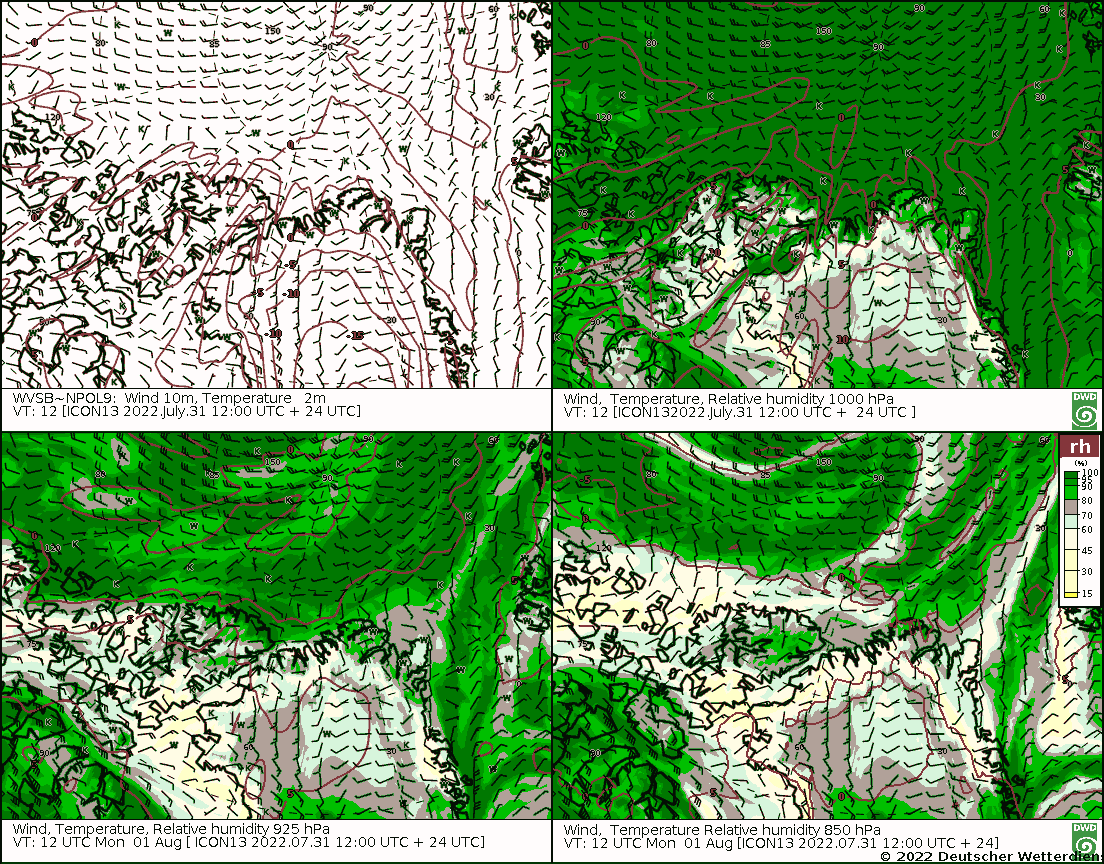 WVSB~NPOL9: Wind 10m, Temperature 2m
VT: 12 [ICON13 2022.July.31 12:00 UTC + 24 UTC]
Wind, Temperature, Relative humidity 1000 hPa
VT: 12 [ICON132022.July.31 12:00 UTC + 24 UTC ]
DWD
rh
(%)
100
95
90
80
70
60
45
30
15
Wind, Temperature, Relative humidity 925 hPa
VT: 12 UTC Mon 01 Aug [ ICON13 2022.07.31 12:00 UTC + 24 UTC]
Wind, Temperature Relative humidity 850 hPa
VT: 12 UTC Mon 01 Aug [ICON13 2022.07.31 12:00 UTC + 24]
DWD
© 2022 Deutscher Wetterdien